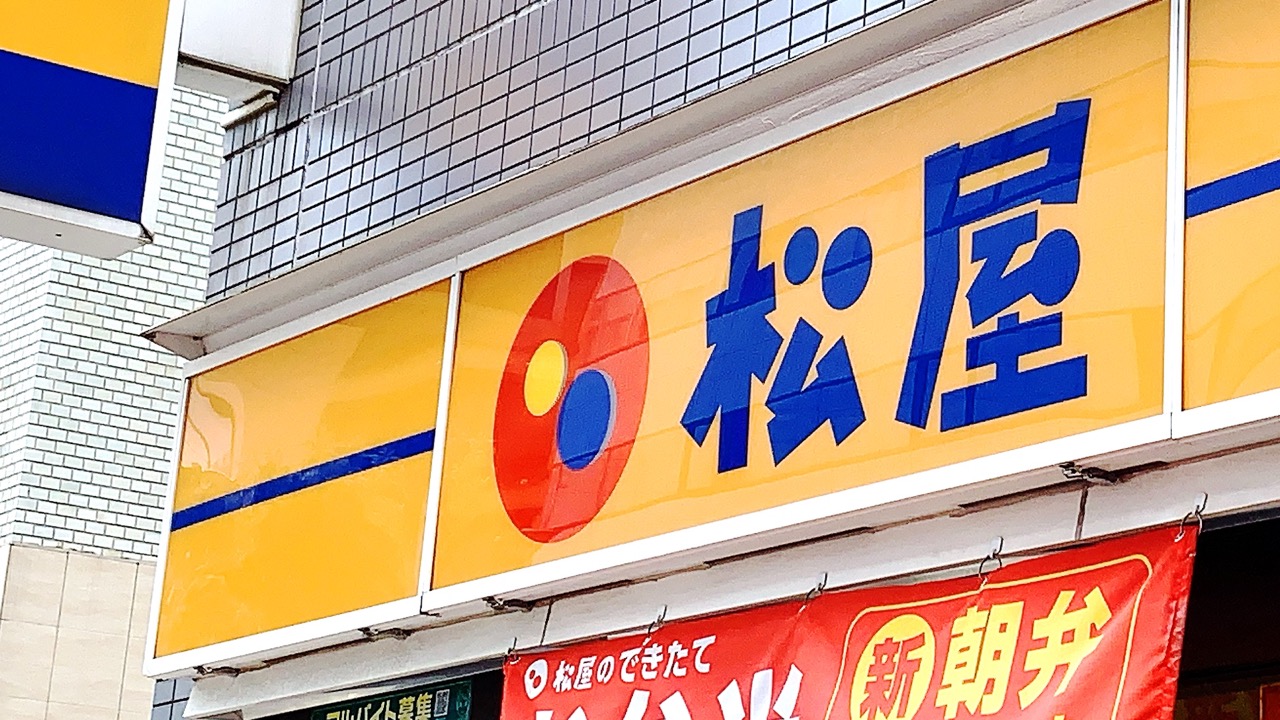 松屋
松屋のできたて
新朝弁
アルバイト募集